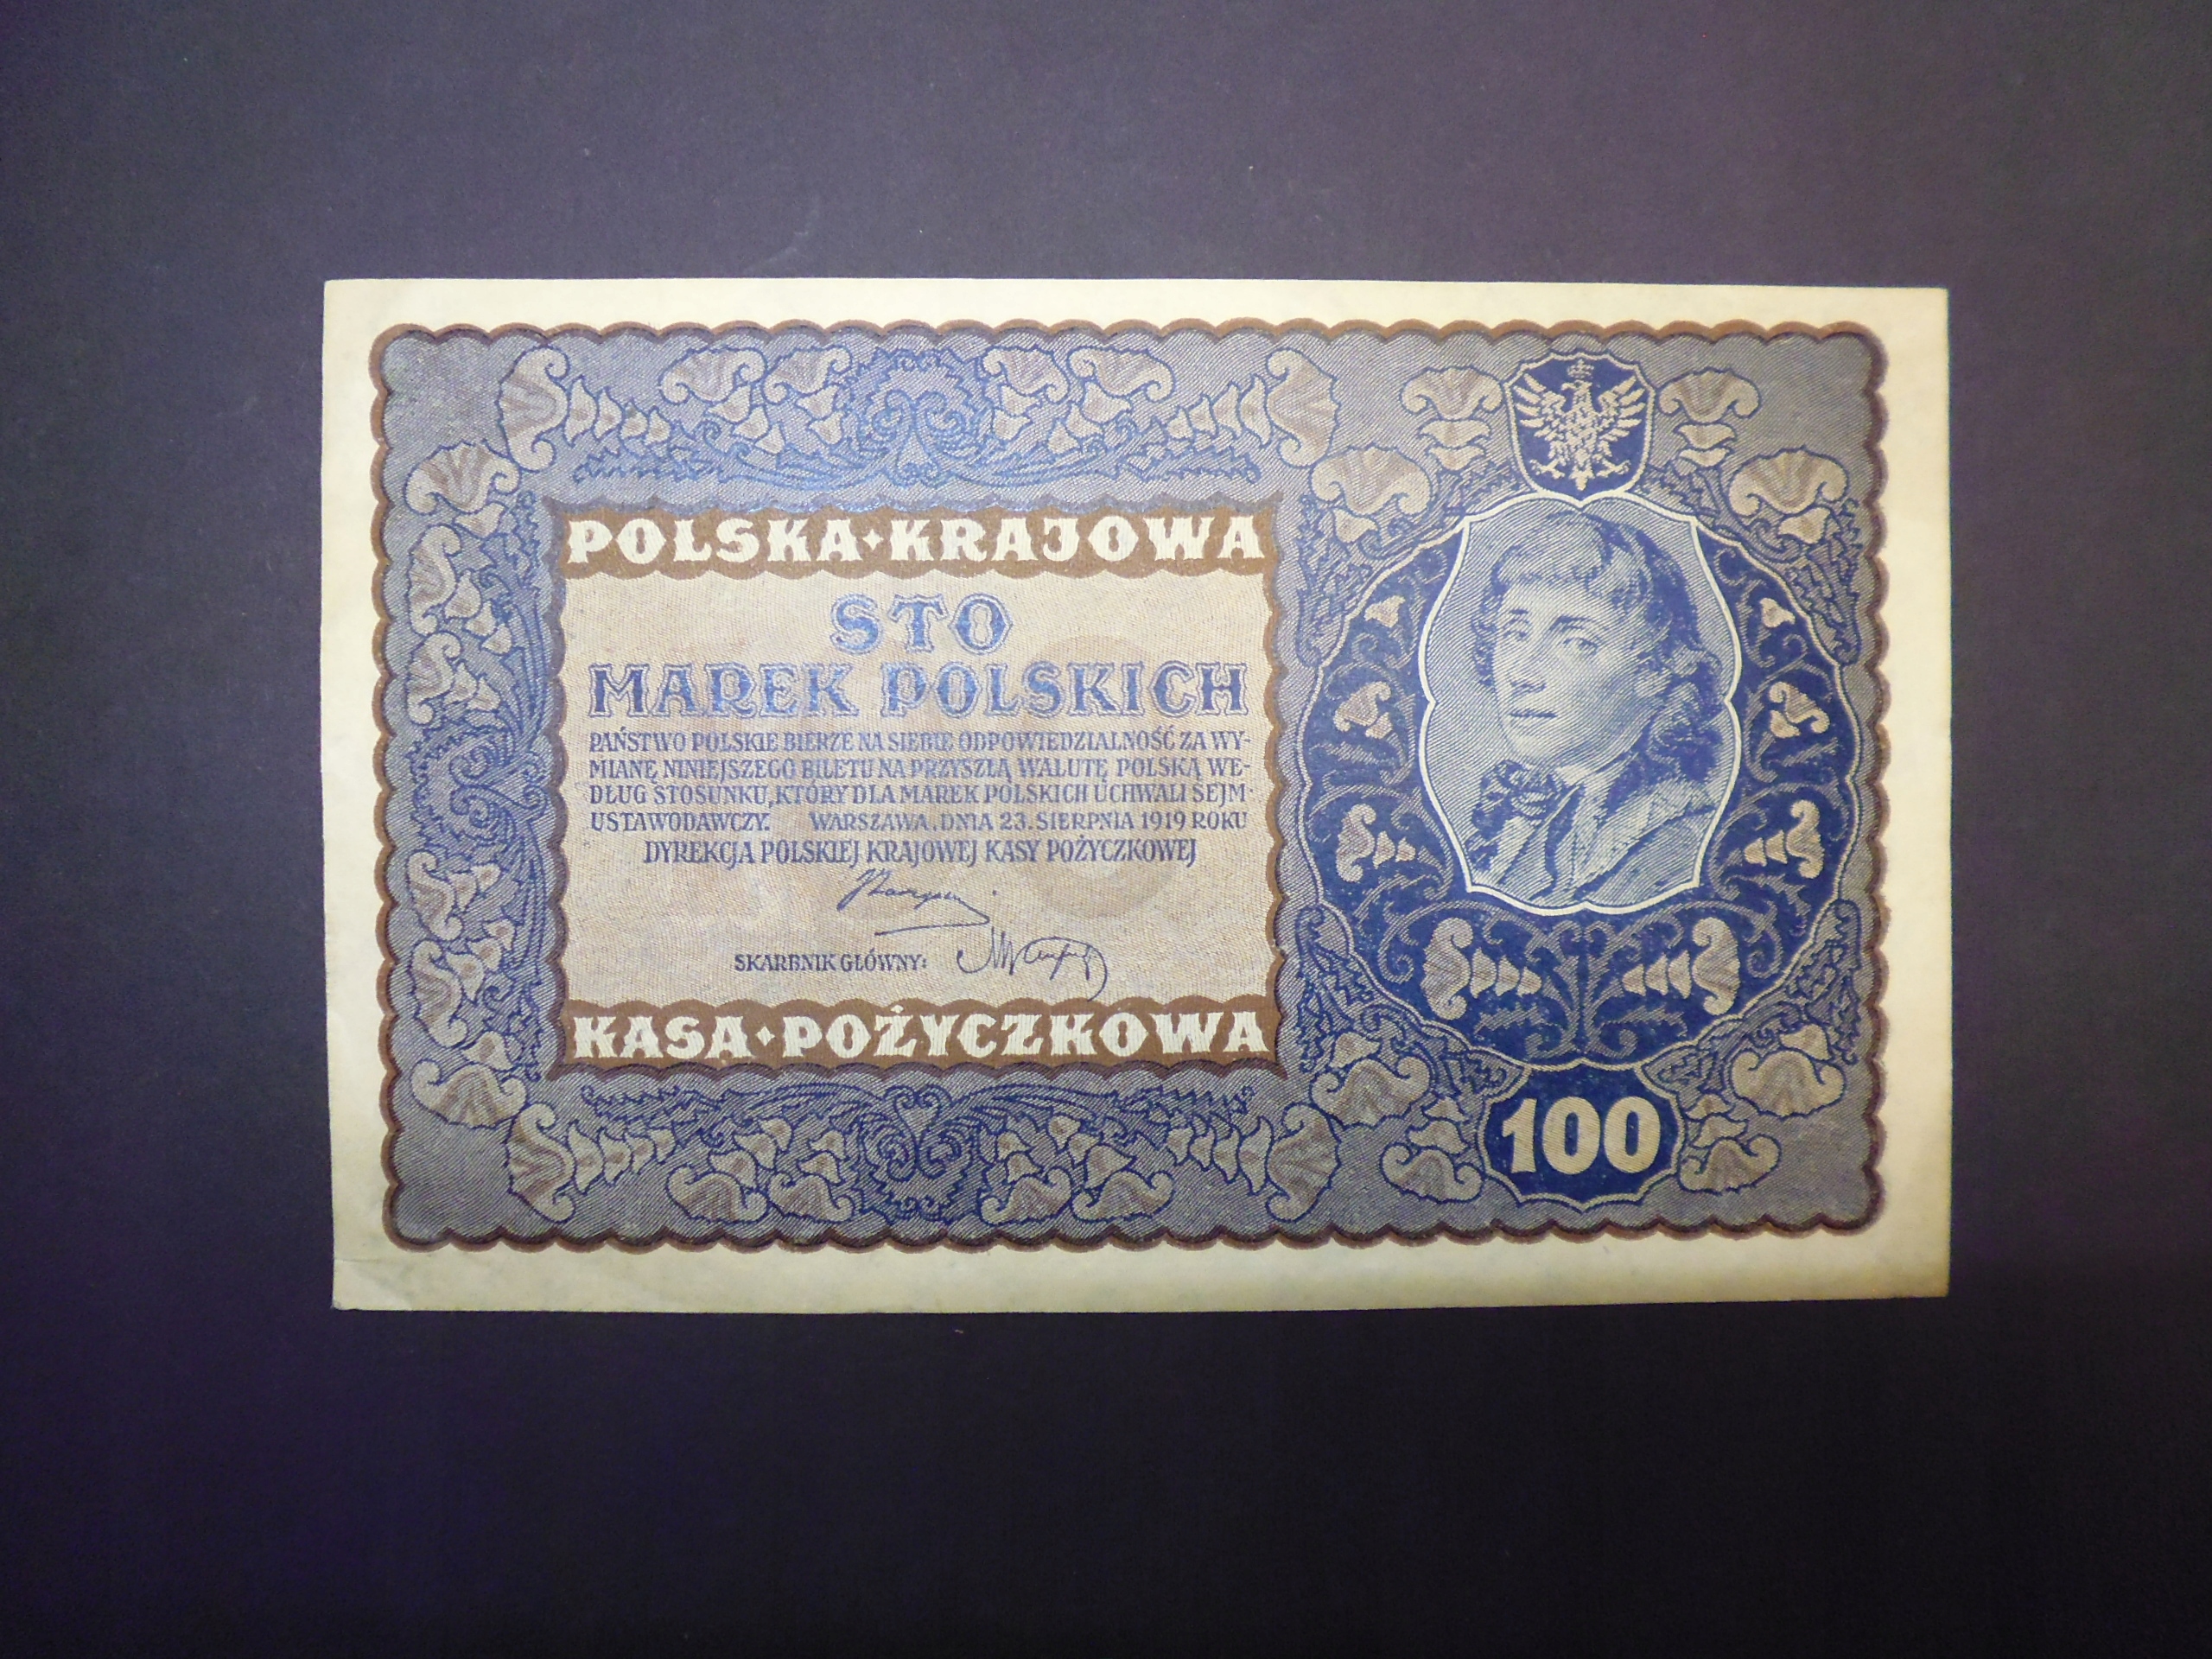 POLSKA·KRAJOWA
STO
MAREK POLSKICH
PAŃSTWO POLSKIE BIERZE NA SIEBIE ODPOWIEDZIALNOŚĆ ZA WY-
MIANĘ NINIEJSZEGO BILETU NA PRZYSZŁĄ WALUTĘ POLSKĄ WE-
DŁUG STOSUNKU, KTÓRY DLA MAREK POLSKICH UCHWALI SEJM
USTAWODAWCZY. WARSZAWA, DNIA 23. SIERPNIA 1919 ROKU
DYREKCJA POLSKIEJ KRAJOWEJ KASY POŻYCZKOWEJ
SKARBNIK GŁÓWNY:
KASA·POŻYCZKOWA
100